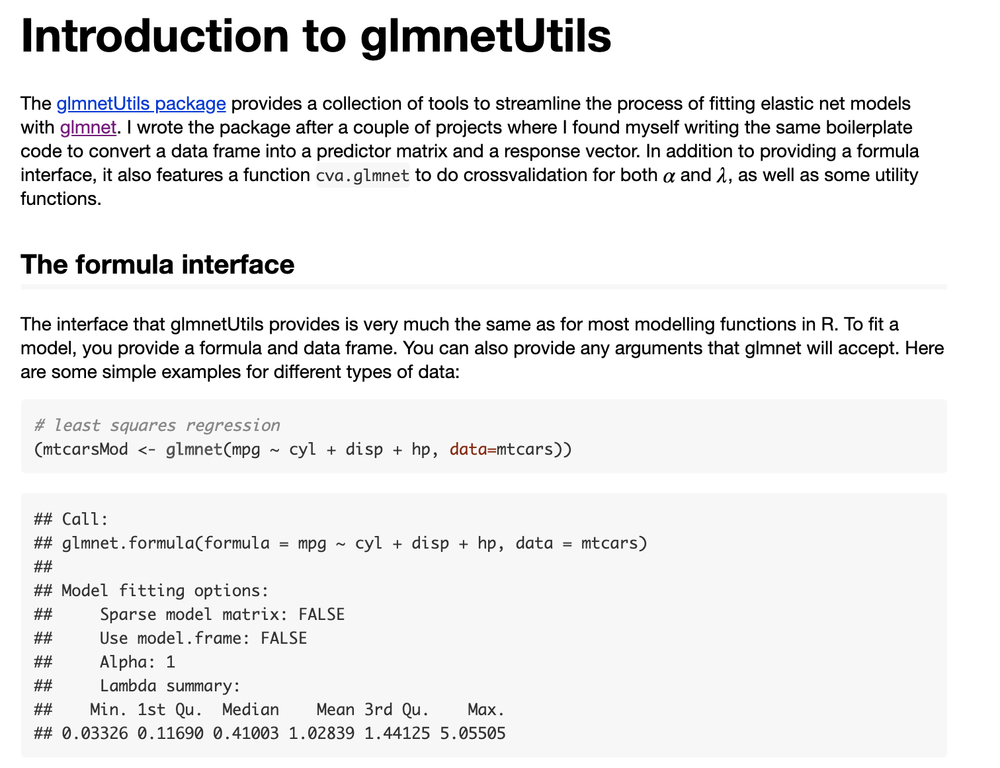 Introduction to glmnetUtils
The glmnetUtils package provides a collection of tools to streamline the process of fitting elastic net models
with glmnet. I wrote the package after a couple of projects where I found myself writing the same boilerplate
code to convert a data frame into a predictor matrix and a response vector. In addition to providing a formula
interface, it also features a function cva.glmnet to do crossvalidation for both α and λ, as well as some utility
functions.
The formula interface
The interface that glmnetUtils provides is very much the same as for most modelling functions in R. To fit a
model, you provide a formula and data frame. You can also provide any arguments that glmnet will accept. Here
are some simple examples for different types of data:
# least squares regression
(mtcarsMod <- glmnet(mpg ~ cyl + disp + hp, data=mtcars))
## Call:
## glmnet.formula(formula = mpg ~ cyl + disp + hp, data = mtcars)
##
## Model fitting options:
##     Sparse model matrix: FALSE
##     Use model.frame: FALSE
##     Alpha: 1
##     Lambda summary:
##    Min. 1st Qu.  Median    Mean 3rd Qu.    Max.
## 0.03326 0.11690 0.41003 1.02839 1.44125 5.05505